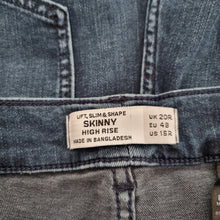 LIFT, SLIM & SHAPE
SKINNY
HIGH RISE
MADE IN BANGLADESH
UK 20R
EU 48
US 16R